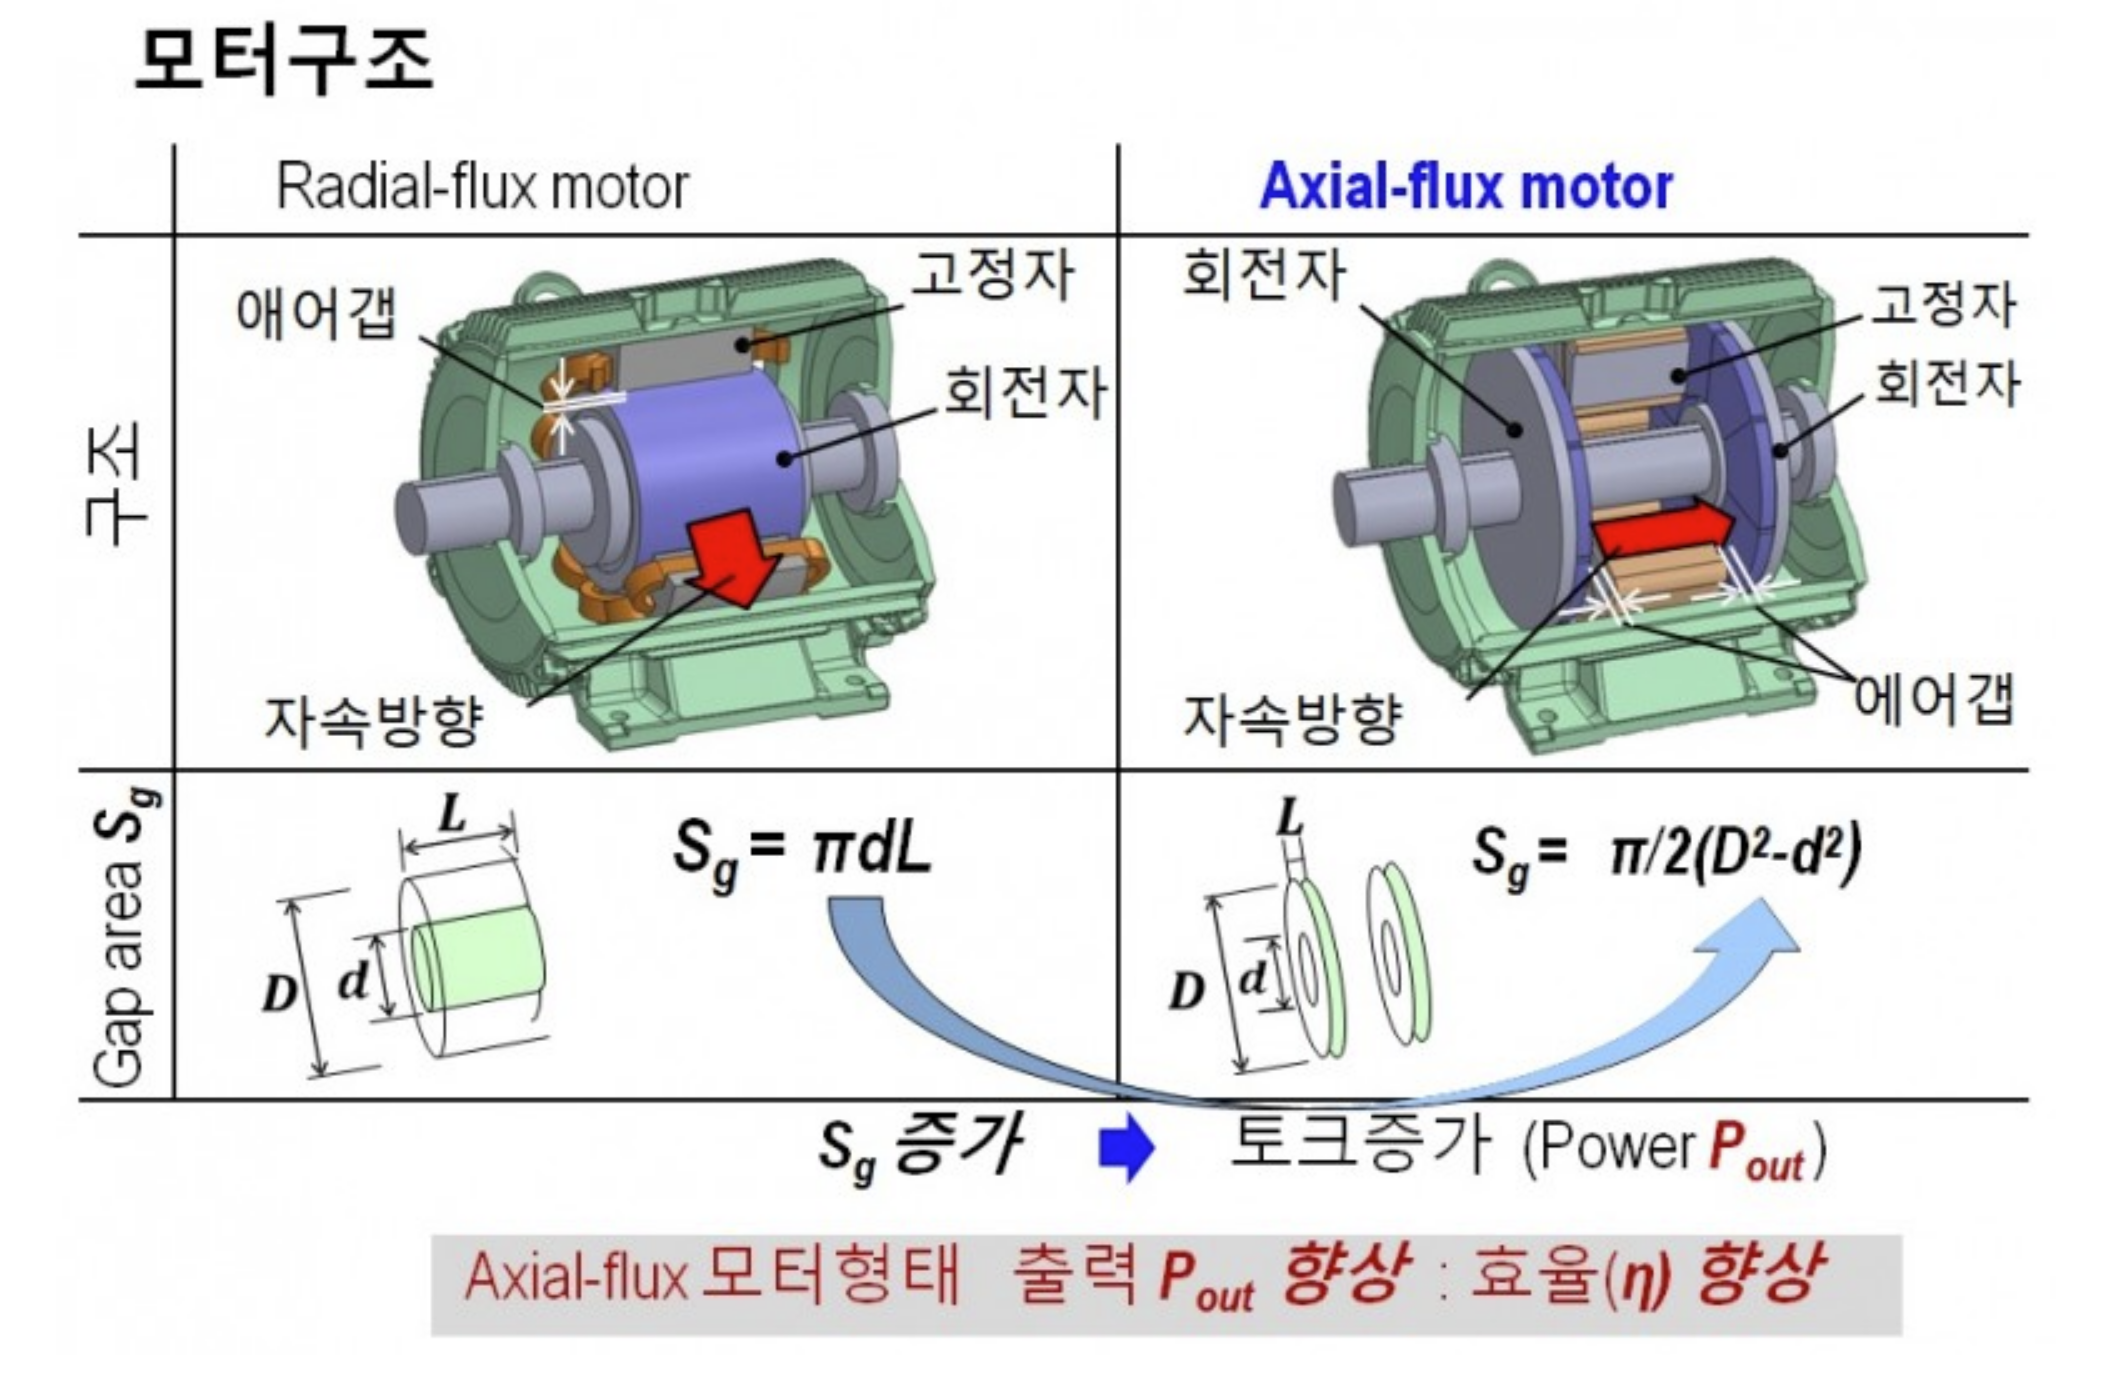 모터구조
Radial-flux motor
Axial-flux motor
구조
애어갭
고정자
회전자
자속방향
회전자
고정자
회전자
자속방향
에어갭
Gap area Sg
L
D
d
Sg = πdL
L
D
d
Sg = π/2(D²-d²)
Sg 증가 토크증가 (Power Pout)
Axial-flux 모터형태 출력 Pout 향상 : 효율(η) 향상